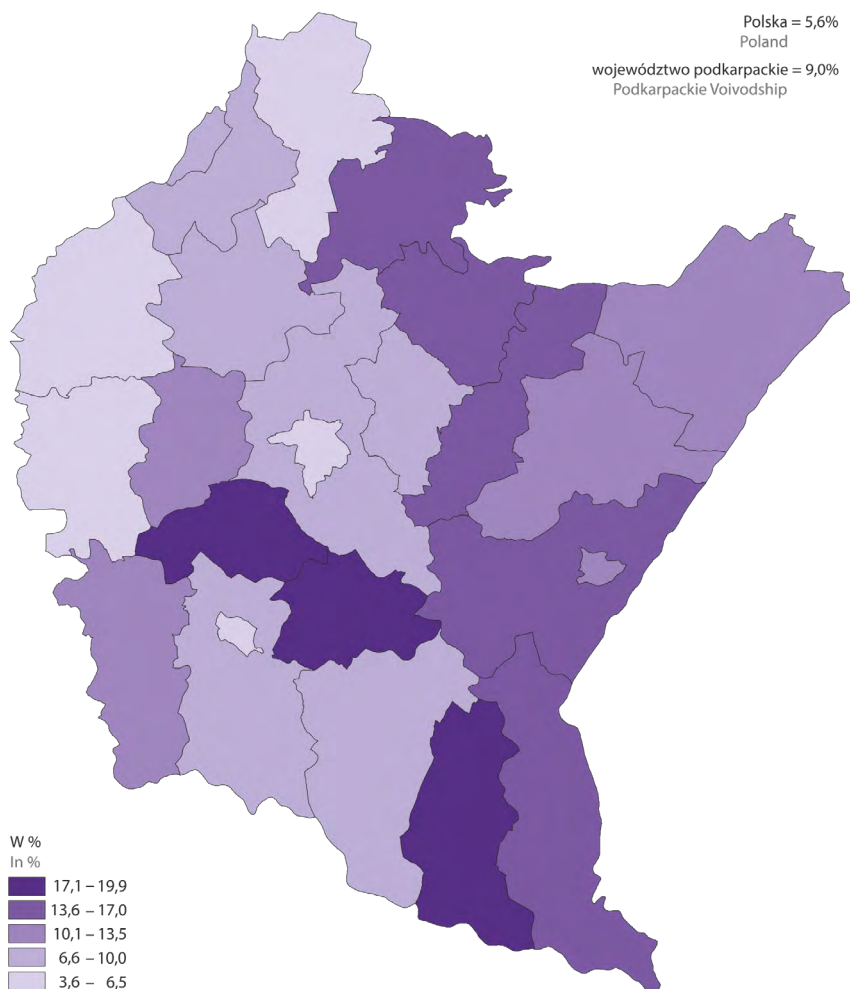 Polska = 5,6%
Poland
województwo podkarpackie = 9,0%
Podkarpackie Voivodship
W %
In %
17,1 – 19,9
13,6 – 17,0
10,1 – 13,5
6,6 – 10,0
3,6 – 6,5